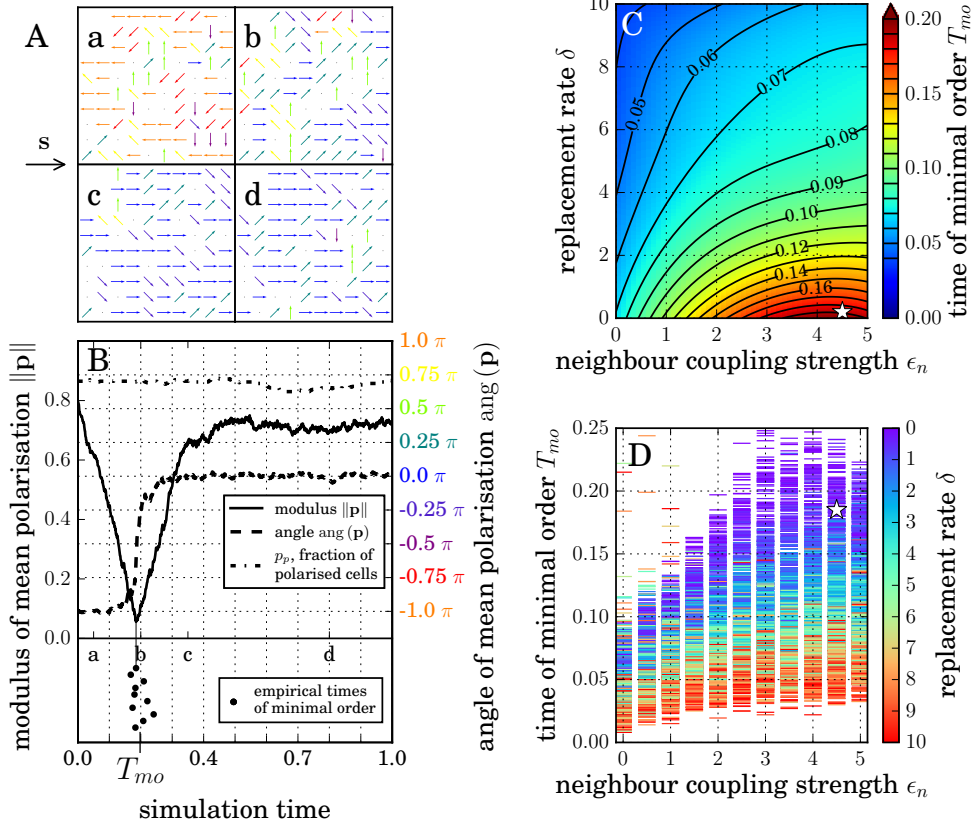 A
a
b
c
d
s
B
modulus of mean polarisation ||p||
0.8
0.6
0.4
0.2
0.0
1.0 π
0.75 π
0.5 π
0.25 π
0.0 π
-0.25 π
-0.5 π
-0.75 π
-1.0 π
angle of mean polarisation ang (p)
modulus ||p||
angle ang (p)
p_p, fraction of
polarised cells
a
b
c
d
empirical times
of minimal order
0.0
0.4
0.6
0.8
1.0
T_mo
simulation time
C
replacement rate δ
10
8
6
4
2
0
0.05
0.06
0.07
0.08
0.09
0.10
0.12
0.14
0.16
0 1 2 3 4 5
neighbour coupling strength ϵ_n
0.20
0.15
0.10
0.05
0.00
time of minimal order T_mo
D
time of minimal order T_mo
0.25
0.20
0.15
0.10
0.05
0.00
0 1 2 3 4 5
neighbour coupling strength ϵ_n
0
1
2
3
4
5
6
7
8
9
10
replacement rate δ